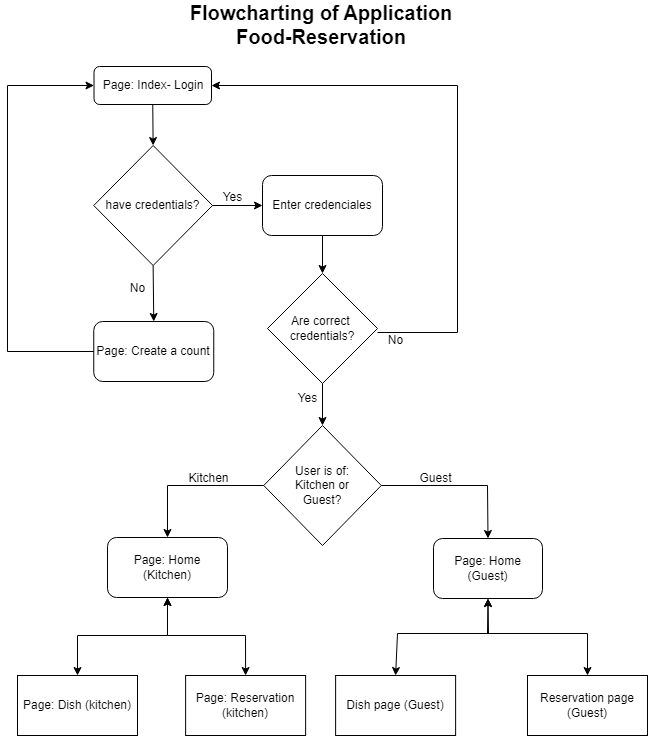 Flowcharting of Application
Food-Reservation
Page: Index- Login
have credentials?
Yes
Enter credenciales
No
Are correct
credentials?
No
Page: Create a count
Yes
User is of:
Kitchen or
Guest?
Kitchen
Guest
Page: Home
(Kitchen)
Page: Home
(Guest)
Page: Dish (kitchen)
Page: Reservation
(kitchen)
Dish page (Guest)
Reservation page
(Guest)